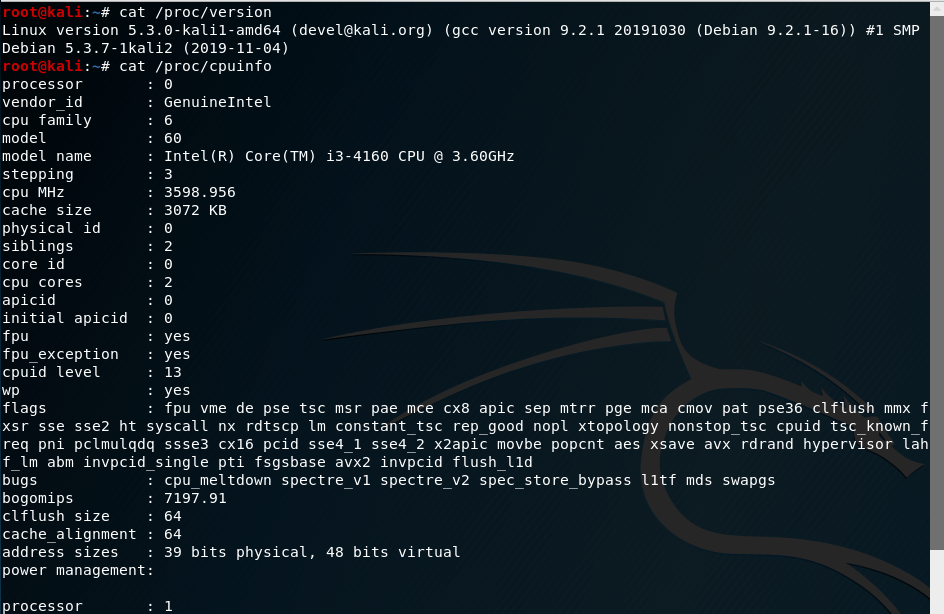 root@kali:~# cat /proc/version
Linux version 5.3.0-kali1-amd64 (devel@kali.org) (gcc version 9.2.1 20191030 (Debian 9.2.1-16)) #1 SMP
Debian 5.3.7-1kali2 (2019-11-04)
root@kali:~# cat /proc/cpuinfo
processor       : 0
vendor_id       : GenuineIntel
cpu family      : 6
model           : 60
model name      : Intel(R) Core(TM) i3-4160 CPU @ 3.60GHz
stepping        : 3
cpu MHz         : 3598.956
cache size      : 3072 KB
physical id     : 0
siblings        : 2
core id         : 0
cpu cores       : 2
apicid          : 0
initial apicid  : 0
fpu             : yes
fpu_exception   : yes
cpuid level     : 13
wp              : yes
flags           : fpu vme de pse tsc msr pae mce cx8 apic sep mtrr pge mca cmov pat pse36 clflush mmx f
xsr sse sse2 ht syscall nx rdtscp lm constant_tsc rep_good nopl xtopology nonstop_tsc cpuid tsc_known_f
req pni pclmulqdq ssse3 cx16 pcid sse4_1 sse4_2 x2apic movbe popcnt aes xsave avx rdrand hypervisor lah
f_lm abm invpcid_single pti fsgsbase avx2 invpcid flush_l1d
bugs            : cpu_meltdown spectre_v1 spectre_v2 spec_store_bypass l1tf mds swapgs
bogomips        : 7197.91
clflush size    : 64
cache_alignment : 64
address sizes   : 39 bits physical, 48 bits virtual
power management:
processor       : 1